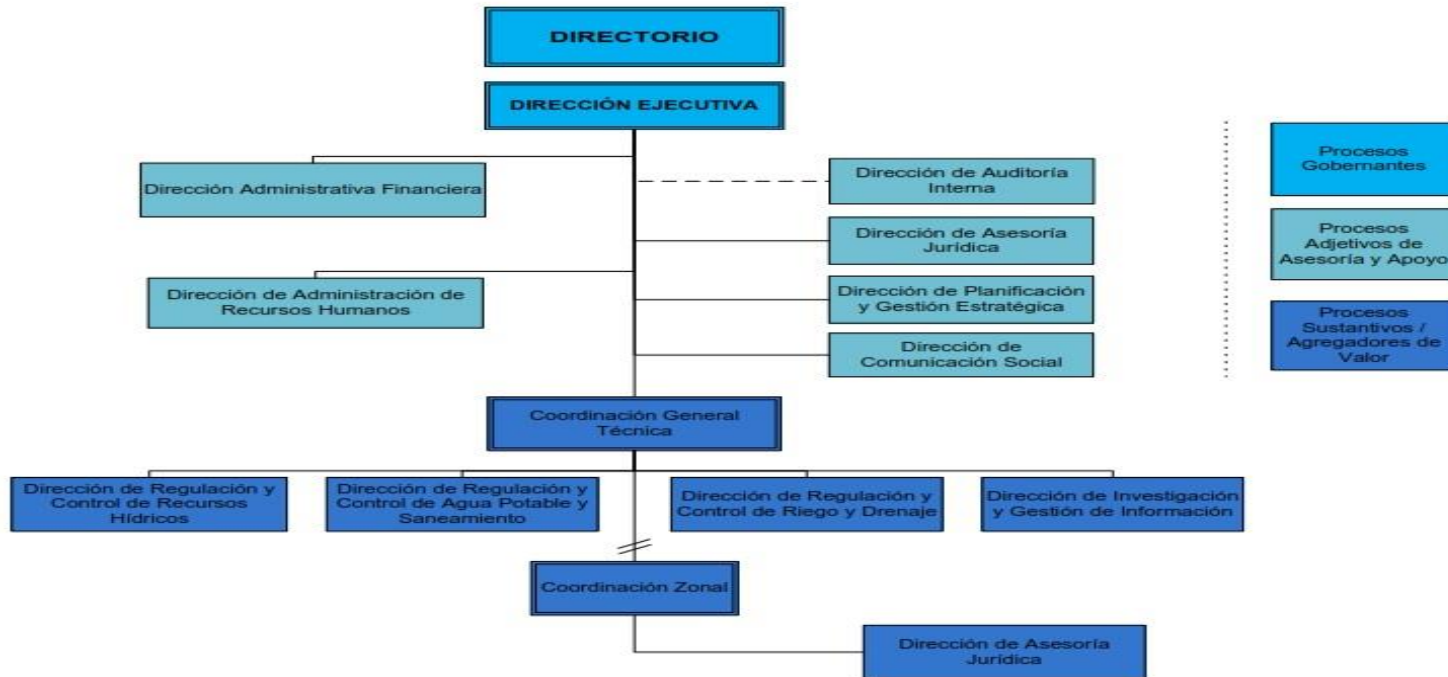 DIRECTORIO
DIRECCIÓN EJECUTIVA
Dirección Administrativa Financiera
Dirección de Administración de
Recursos Humanos
Dirección de Auditoría
Interna
Dirección de Asesoría
Jurídica
Dirección de Planificación
y Gestión Estratégica
Dirección de
Comunicación Social
Procesos
Gobernantes
Procesos
Adjetivos de
Asesoría y Apoyo
Procesos
Sustantivos /
Agregadores de
Valor
Coordinación General
Técnica
Dirección de Regulación y
Control de Recursos
Hídricos
Dirección de Regulación y
Control de Agua Potable y
Saneamiento
Dirección de Regulación y
Control de Riego y Drenaje
Dirección de Investigación
y Gestión de Información
Coordinación Zonal
Dirección de Asesoría
Jurídica